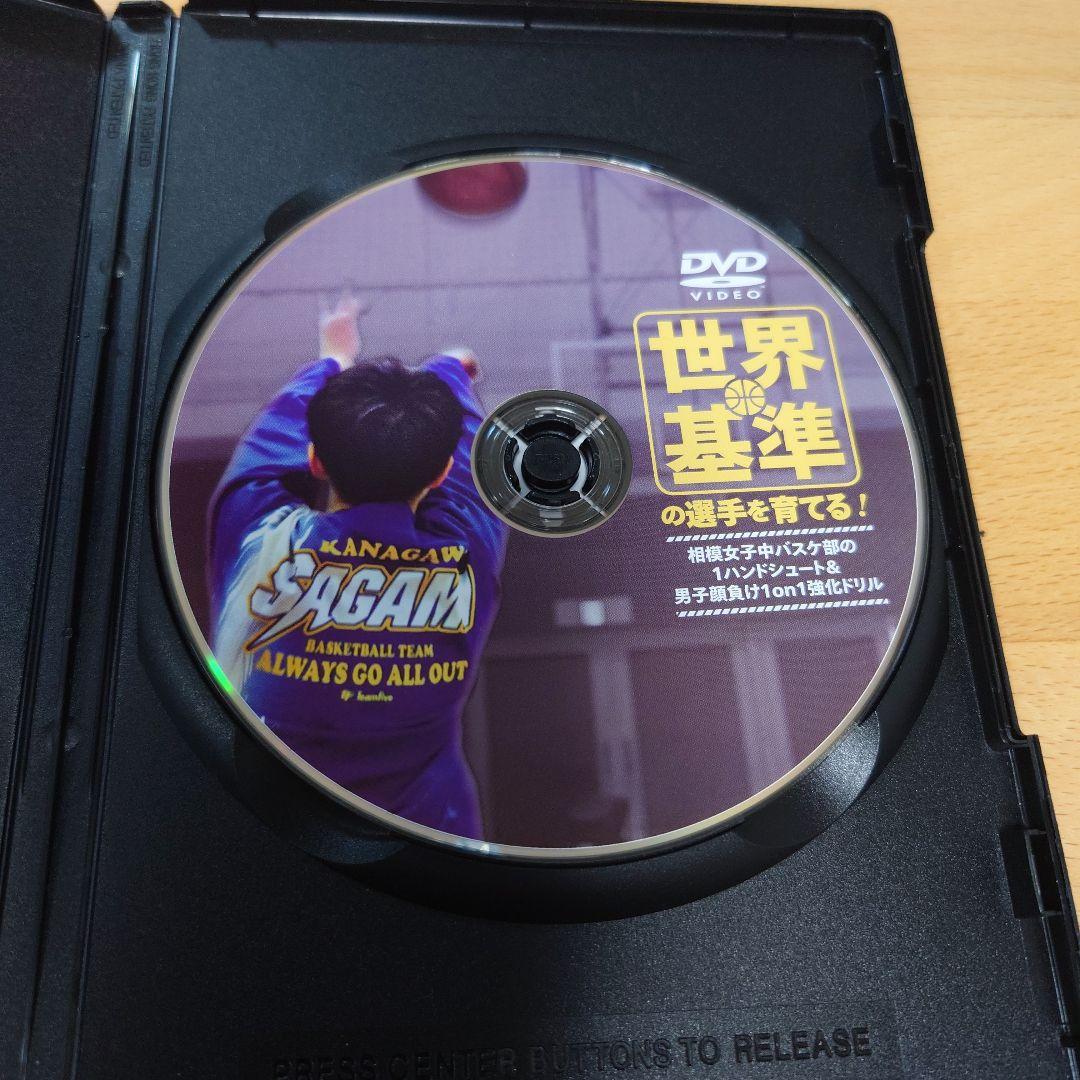 DVD
VIDEO
世界
基準
の選手を育てる!
相模女子中バスケ部の
1ハンドシュート&
男子顔負け1on1強化ドリル
KANAGAW
SAGAM
BASKETBALL TEAM
ALWAYS GO ALL OUT
teamfive
PRESS CENTER BUTTONS TO RELEASE